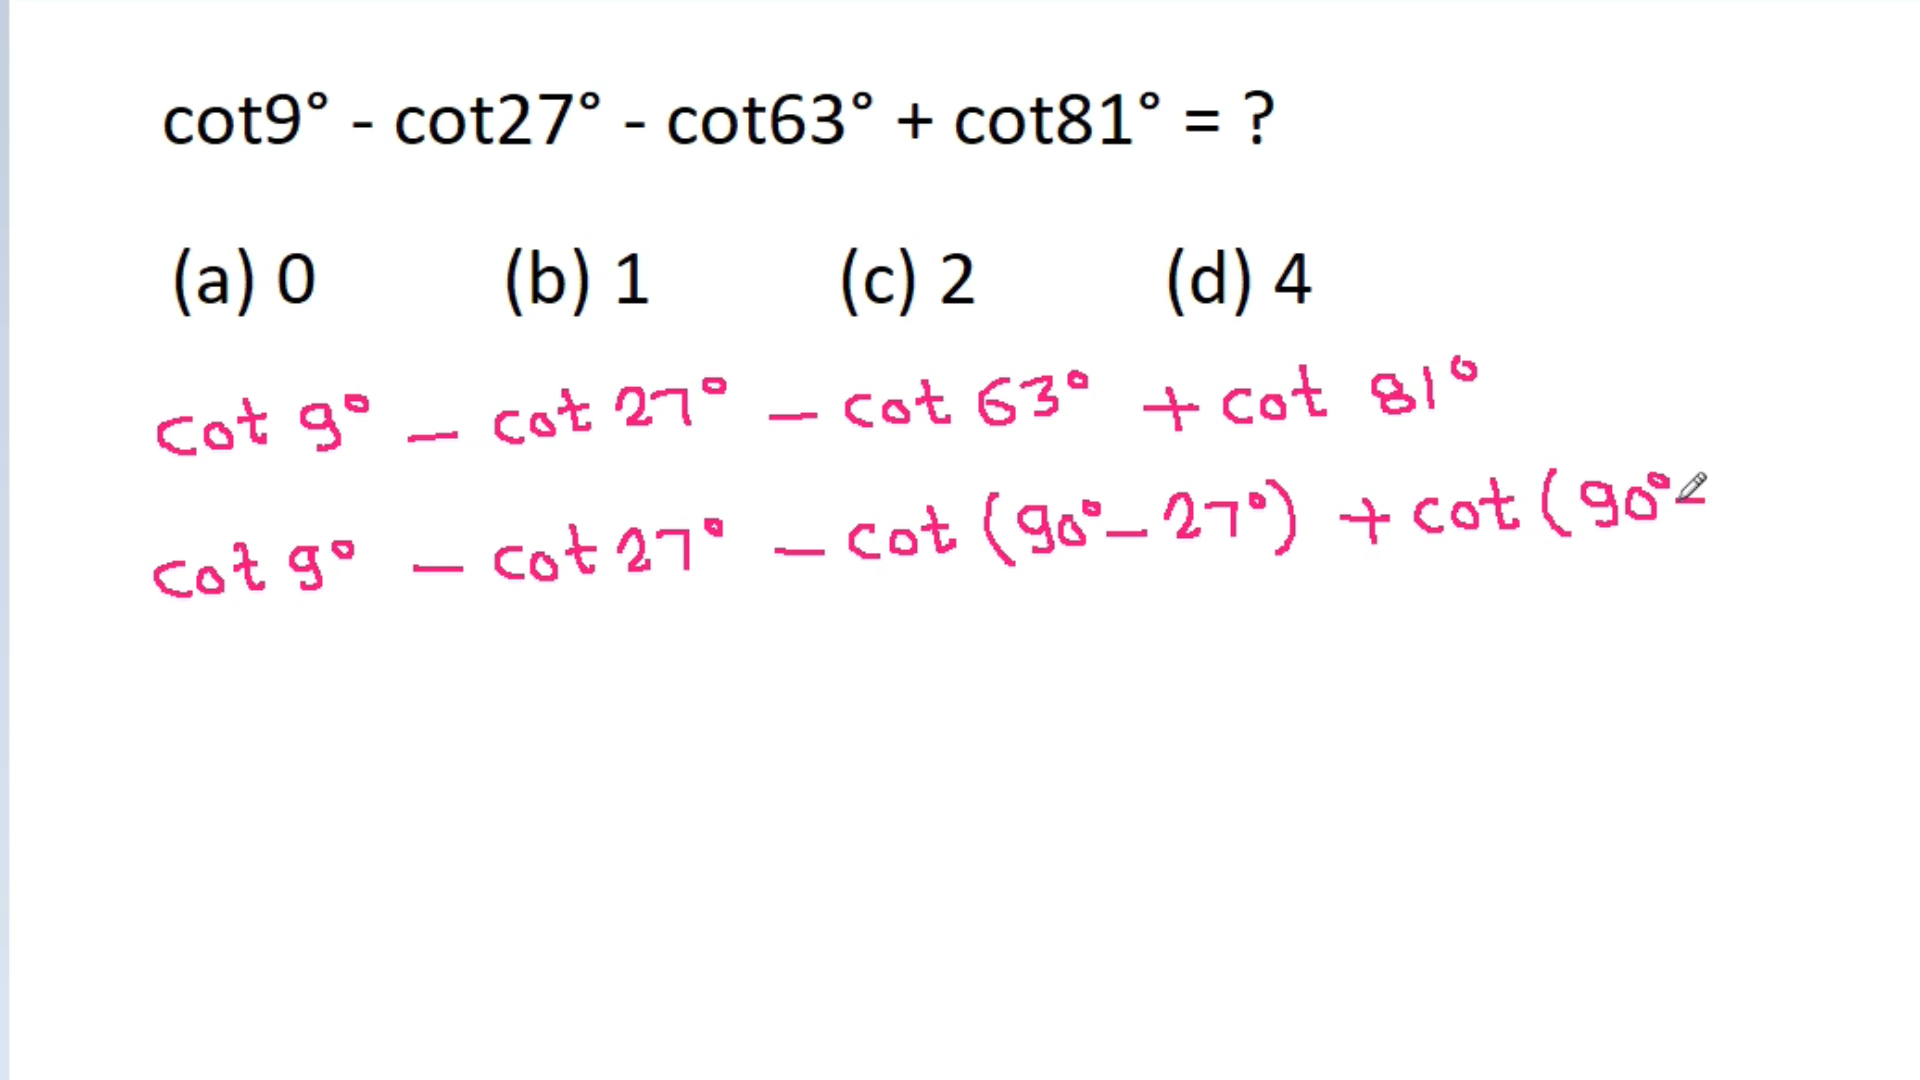 cot9° - cot27° - cot63° + cot81° = ?
(a) 0 (b) 1 (c) 2 (d) 4
cot 9° – cot 27° – cot 63° + cot 81°
cot 9° – cot 27° – cot (90° – 27°) + cot (90° –